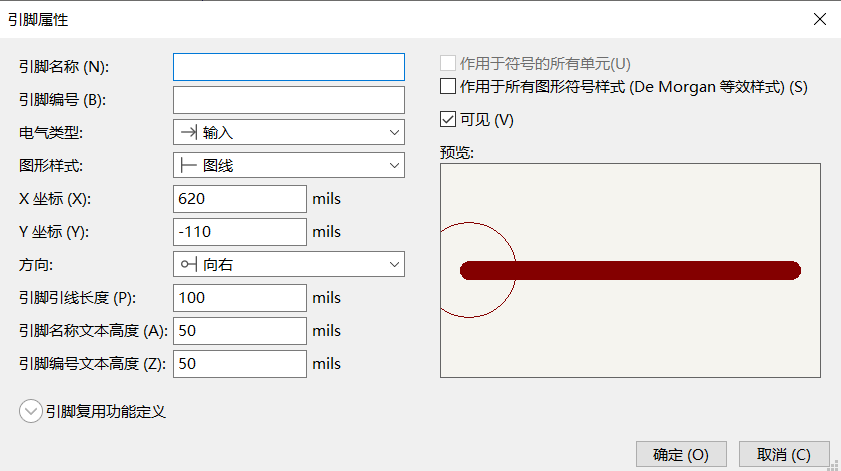 引脚属性
引脚名称 (N):
引脚编号 (B):
电气类型: 输入
图形样式: 图线
X 坐标 (X): 620 mils
Y 坐标 (Y): -110 mils
方向: 向右
引脚引线长度 (P): 100 mils
引脚名称文本高度 (A): 50 mils
引脚编号文本高度 (Z): 50 mils
引脚复用功能定义
作用于符号的所有单元(U)
作用于所有图形符号样式 (De Morgan 等效样式) (S)
可见 (V)
预览:
确定 (O) 取消 (C)